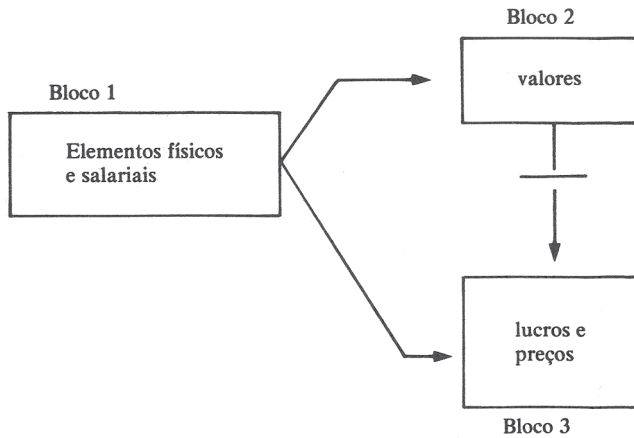 Bloco 1
Elementos físicos
e salariais
Bloco 2
valores
lucros e
preços
Bloco 3